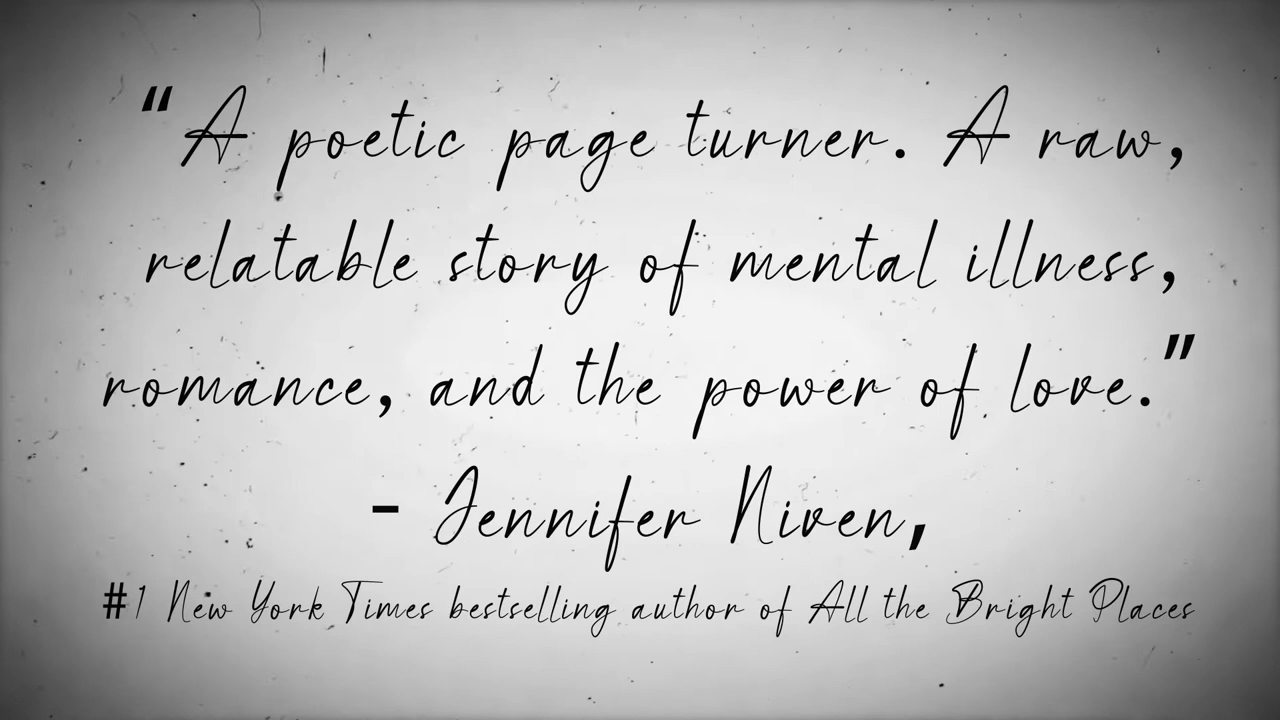 "A poetic page turner. A raw,
relatable story of mental illness,
romance, and the power of love."
- Jennifer Niven,
#1 New York Times bestselling author of All the Bright Places